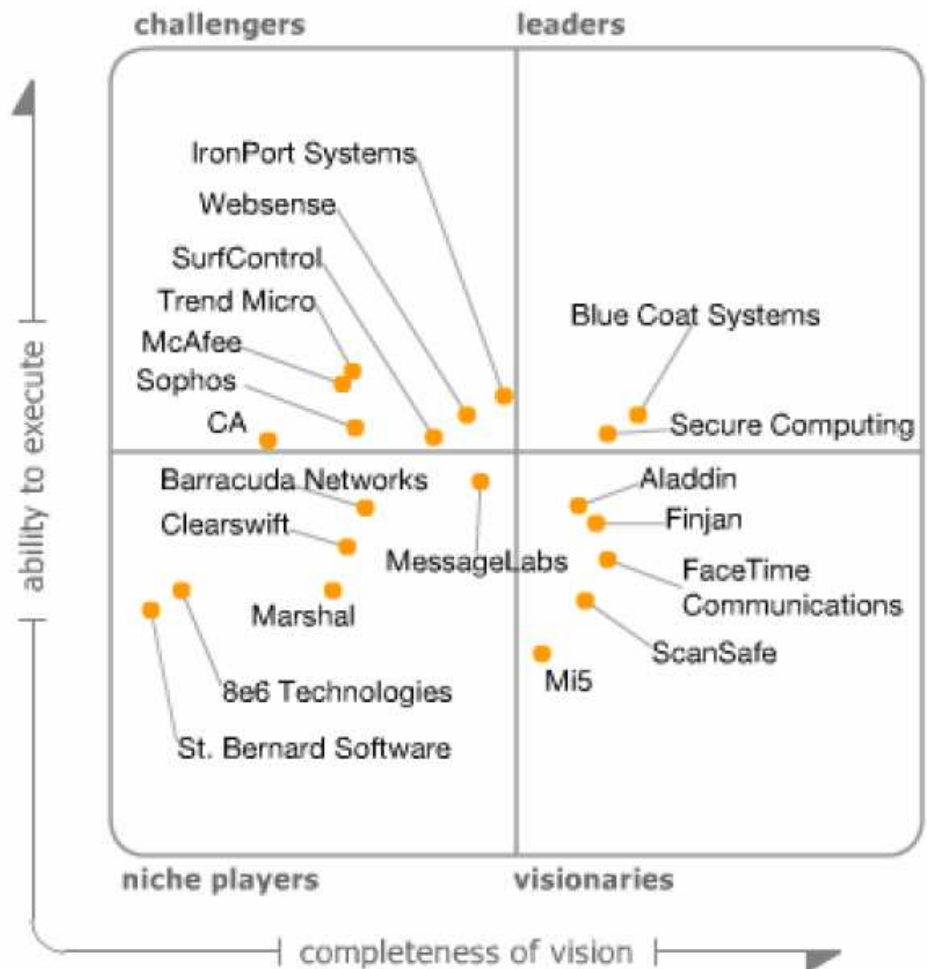 challengers
leaders
IronPort Systems
Websense
SurfControl
Trend Micro
McAfee
Sophos
CA
Blue Coat Systems
Secure Computing
ability to execute
Barracuda Networks
Clearswift
MessageLabs
Marshal
8e6 Technologies
St. Bernard Software
Aladdin
Finjan
FaceTime
Communications
ScanSafe
Mi5
niche players
visionaries
completeness of vision